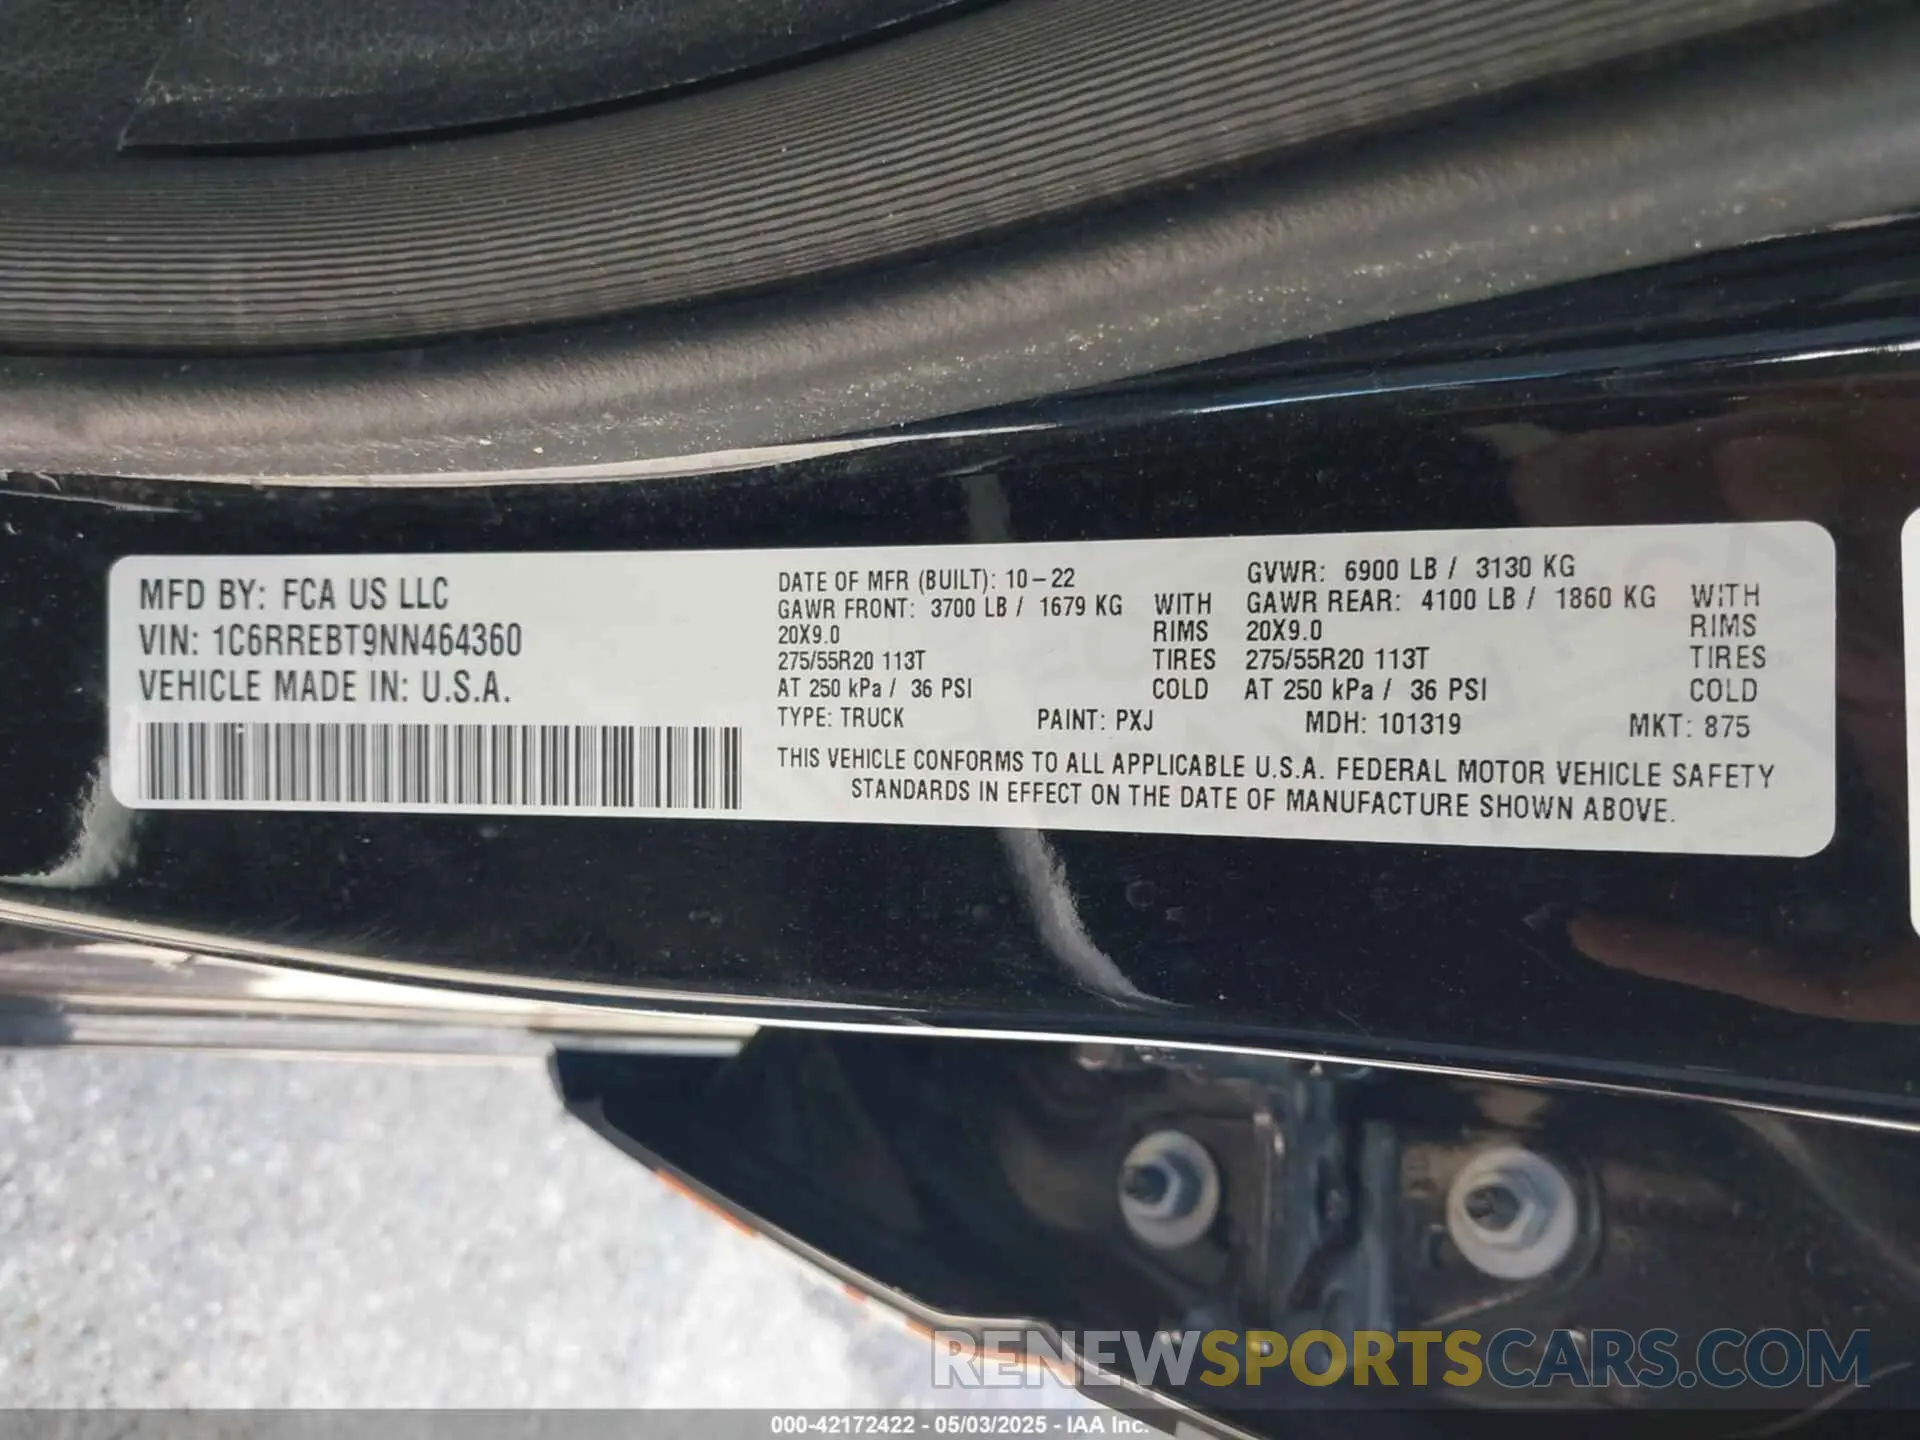 MFD BY: FCA US LLC
VIN: 1C6RREBT9NN464360
VEHICLE MADE IN: U.S.A.
DATE OF MFR (BUILT): 10-22 GVWR: 6900 LB / 3130 KG
GAWR FRONT: 3700 LB / 1679 KG WITH GAWR REAR: 4100 LB / 1860 KG WITH
20X9.0 RIMS 20X9.0 RIMS
275/55R20 113T TIRES 275/55R20 113T TIRES
AT 250 kPa / 36 PSI COLD AT 250 kPa / 36 PSI COLD
TYPE: TRUCK PAINT: PXJ MDH: 101319 MKT: 875
THIS VEHICLE CONFORMS TO ALL APPLICABLE U.S.A. FEDERAL MOTOR VEHICLE SAFETY
STANDARDS IN EFFECT ON THE DATE OF MANUFACTURE SHOWN ABOVE.
RENEWSPORTSCARS.COM
000-42172422 - 05/03/2025 - IAA Inc.